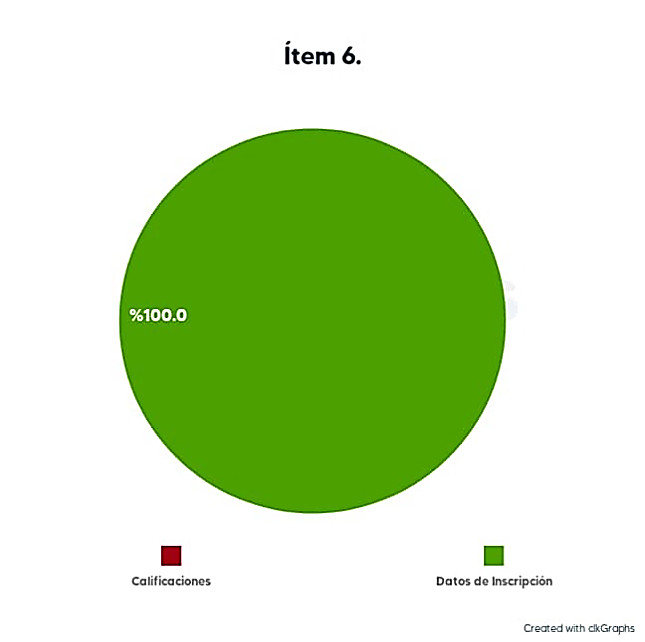 Ítem 6.
%100.0
Calificaciones
Datos de Inscripción
Created with clkGraphs